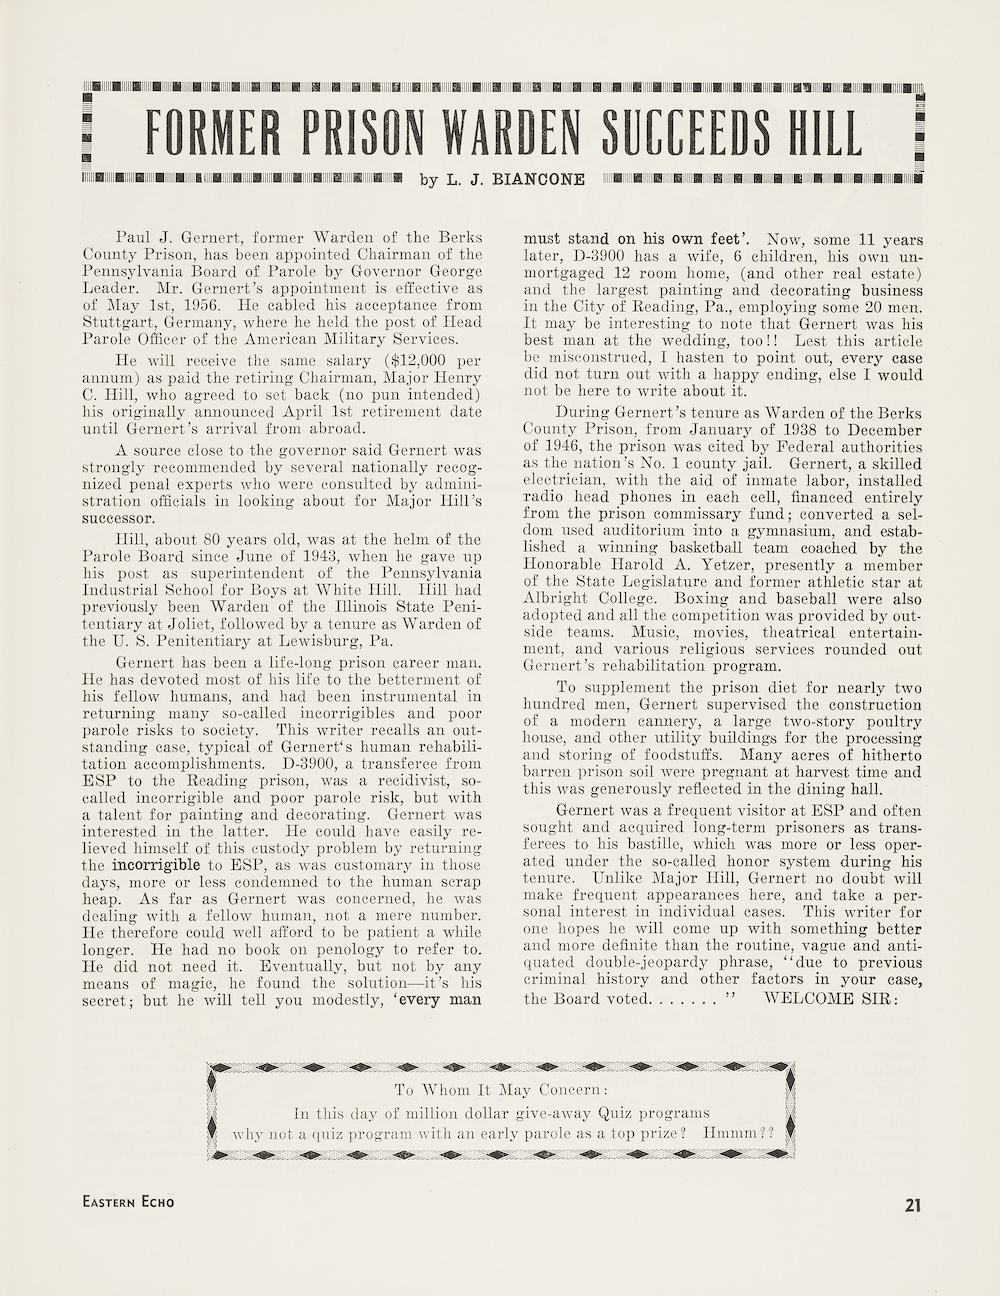 FORMER PRISON WARDEN SUCCEEDS HILL
by L. J. BIANCONE
Paul J. Gernert, former Warden of the Berks
County Prison, has been appointed Chairman of the
Pennsylvania Board of Parole by Governor George
Leader. Mr. Gernert's appointment is effective as
of May 1st, 1956. He cabled his acceptance from
Stuttgart, Germany, where he held the post of Head
Parole Officer of the American Military Services.
He will receive the same salary ($12,000 per
annum) as paid the retiring Chairman, Major Henry
C. Hill, who agreed to set back (no pun intended)
his originally announced April 1st retirement date
until Gernert's arrival from abroad.
A source close to the governor said Gernert was
strongly recommended by several nationally recog-
nized penal experts who were consulted by admini-
stration officials in looking about for Major Hill's
successor.
Hill, about 80 years old, was at the helm of the
Parole Board since June of 1943, when he gave up
his post as superintendent of the Pennsylvania
Industrial School for Boys at White Hill. Hill had
previously been Warden of the Illinois State Peni-
tentiary at Joliet, followed by a tenure as Warden of
the U. S. Penitentiary at Lewisburg, Pa.
Gernert has been a life-long prison career man.
He has devoted most of his life to the betterment of
his fellow humans, and had been instrumental in
returning many so-called incorrigibles and poor
parole risks to society. This writer recalls an out-
standing case, typical of Gernert‘s human rehabili-
tation accomplishments. D-3900, a transferee from
ESP to the Reading prison, was a recidivist, so-
called incorrigible and poor parole risk, but with
a talent for painting and decorating. Gernert was
interested in the latter. He could have easily re-
lieved himself of this custody problem by returning
the incorrigible to ESP, as was customary in those
days, more or less condemned to the human scrap
heap. As far as Gernert was concerned, he was
dealing with a fellow human, not a mere number.
He therefore could well afford to be patient a while
longer. He had no book on penology to refer to.
He did not need it. Eventually, but not by any
means of magic, he found the solution—it's his
secret; but he will tell you modestly, ‘every man
must stand on his own feet’. Now, some 11 years
later, D-3900 has a wife, 6 children, his own un-
mortgaged 12 room home, (and other real estate)
and the largest painting and decorating business
in the City of Reading, Pa., employing some 20 men.
It may be interesting to note that Gernert was his
best man at the wedding, too!! Lest this article
be misconstrued, I hasten to point out, every case
did not turn out with a happy ending, else I would
not be here to write about it.
During Gernert's tenure as Warden of the Berks
County Prison, from January of 1938 to December
of 1946, the prison was cited by Federal authorities
as the nation's No. 1 county jail. Gernert, a skilled
electrician, with the aid of inmate labor, installed
radio head phones in each cell, financed entirely
from the prison commissary fund; converted a sel-
dom used auditorium into a gymnasium, and estab-
lished a winning basketball team coached by the
Honorable Harold A. Yetzer, presently a member
of the State Legislature and former athletic star at
Albright College. Boxing and baseball were also
adopted and all the competition was provided by out-
side teams. Music, movies, theatrical entertain-
ment, and various religious services rounded out
Gernert's rehabilitation program.
To supplement the prison diet for nearly two
hundred men, Gernert supervised the construction
of a modern cannery, a large two-story poultry
house, and other utility buildings for the processing
and storing of foodstuffs. Many acres of hitherto
barren prison soil were pregnant at harvest time and
this was generously reflected in the dining hall.
Gernert was a frequent visitor at ESP and often
sought and acquired long-term prisoners as trans-
ferees to his bastille, which was more or less oper-
ated under the so-called honor system during his
tenure. Unlike Major Hill, Gernert no doubt will
make frequent appearances here, and take a per-
sonal interest in individual cases. This writer for
one hopes he will come up with something better
and more definite than the routine, vague and anti-
quated double-jeopardy phrase, “due to previous
criminal history and other factors in your case,
the Board voted. . . . . . . ” WELCOME SIR:
To Whom It May Concern:
In this day of million dollar give-away Quiz programs
why not a quiz program with an early parole as a top prize? Hmmm??
EASTERN ECHO
21